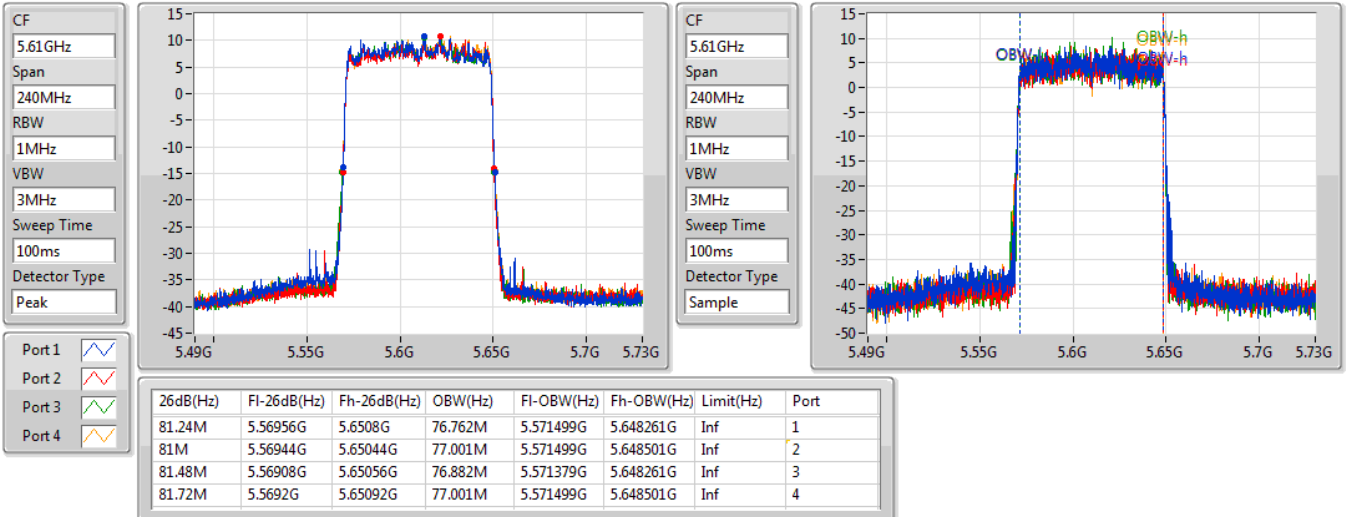 CF
5.61GHz
Span
240MHz
RBW
1MHz
VBW
3MHz
Sweep Time
100ms
Detector Type
Peak
15
10
5
0
-5
-10
-15
-20
-25
-30
-35
-40
-45
5.49G 5.55G 5.6G 5.65G 5.7G 5.73G
CF
5.61GHz
Span
240MHz
RBW
1MHz
VBW
3MHz
Sweep Time
100ms
Detector Type
Sample
15
10
5
0
-5
-10
-15
-20
-25
-30
-35
-40
-45
-50
OBW-h
OBW-h
5.49G 5.55G 5.6G 5.65G 5.7G 5.73G
Port 1
Port 2
Port 3
Port 4
26dB(Hz) Fl-26dB(Hz) Fh-26dB(Hz) OBW(Hz) Fl-OBW(Hz) Fh-OBW(Hz) Limit(Hz) Port
81.24M 5.56956G 5.6508G 76.762M 5.571499G 5.648261G Inf 1
81M 5.56944G 5.65044G 77.001M 5.571499G 5.648501G Inf 2
81.48M 5.56908G 5.65056G 76.882M 5.571379G 5.648261G Inf 3
81.72M 5.5692G 5.65092G 77.001M 5.571499G 5.648501G Inf 4